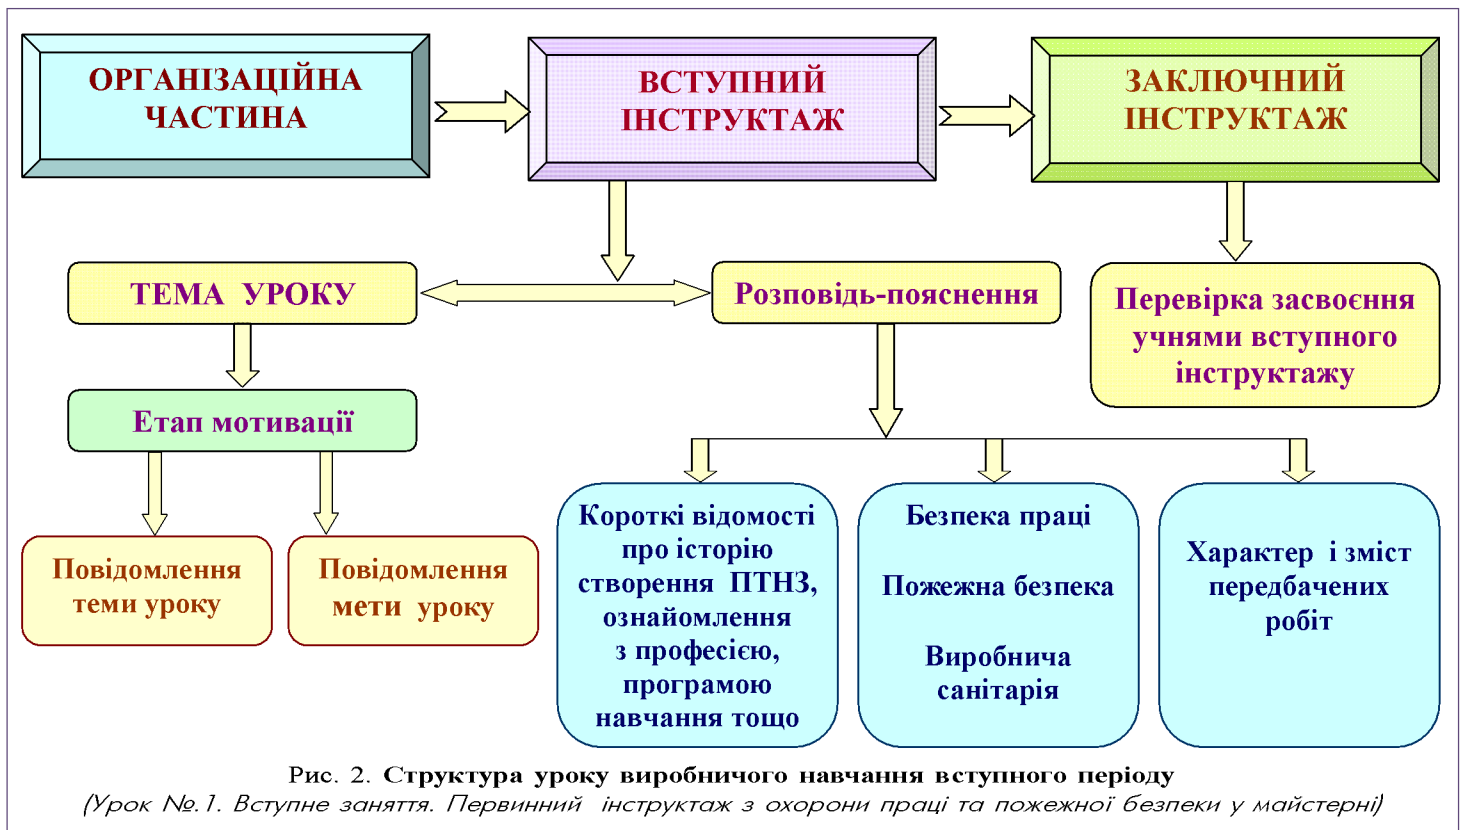 ОРГАНІЗАЦІЙНА
ЧАСТИНА
ВСТУПНИЙ
ІНСТРУКТАЖ
ЗАКЛЮЧНИЙ
ІНСТРУКТАЖ
ТЕМА УРОКУ
Розповідь-пояснення
Перевірка засвоєння
учнями вступного
інструктажу
Етап мотивації
Повідомлення
теми уроку
Повідомлення
мети уроку
Короткі відомості
про історію
створення ПТНЗ,
ознайомлення
з професією,
програмою
навчання тощо
Безпека праці
Пожежна безпека
Виробнича
санітарія
Характер і зміст
передбачених
робіт
Рис. 2. Структура уроку виробничого навчання вступного періоду
(Урок №.1. Вступне заняття. Первинний інструктаж з охорони праці та пожежної безпеки у майстерні)